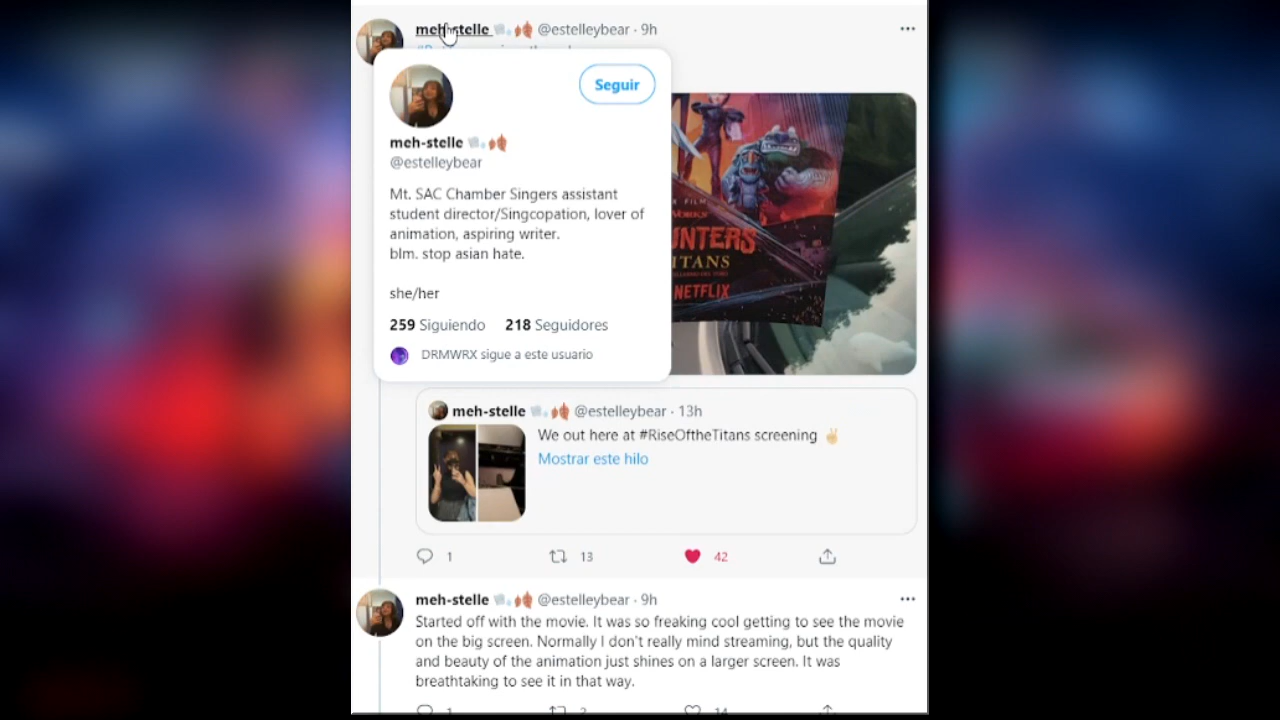 meh-stelle @estelleybear · 9h
Seguir
meh-stelle
@estelleybear
Mt. SAC Chamber Singers assistant
student director/Singcopation, lover of
animation, aspiring writer.
blm. stop asian hate.
she/her
259 Siguiendo 218 Seguidores
DRMWRX sigue a este usuario
X FILM
UNTERS
ITANS
NETFLIX
meh-stelle @estelleybear · 13h
We out here at #RiseOftheTitans screening ✌
Mostrar este hilo
1 13 42
meh-stelle @estelleybear · 9h
Started off with the movie. It was so freaking cool getting to see the movie
on the big screen. Normally I don't really mind streaming, but the quality
and beauty of the animation just shines on a larger screen. It was
breathtaking to see it in that way.